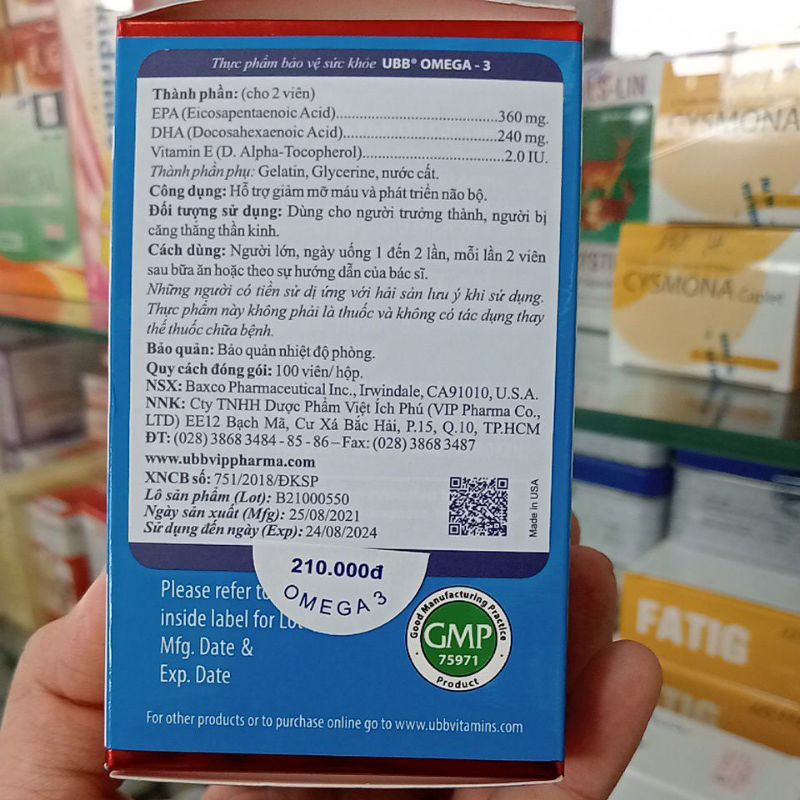 Thực phẩm bảo vệ sức khỏe UBB® OMEGA - 3
Thành phần: (cho 2 viên)
EPA (Eicosapentaenoic Acid)....................................360 mg.
DHA (Docosahexaenoic Acid)..................................240 mg.
Vitamin E (D. Alpha-Tocopherol)................................2.0 IU.
Thành phần phụ: Gelatin, Glycerine, nước cất.
Công dụng: Hỗ trợ giảm mỡ máu và phát triển não bộ.
Đối tượng sử dụng: Dùng cho người trưởng thành, người bị
căng thăng thần kinh.
Cách dùng: Người lớn, ngày uống 1 đến 2 lần, mỗi lần 2 viên
sau bữa ăn hoặc theo sự hướng dẫn của bác sĩ.
Những người có tiền sử dị ứng với hải sản lưu ý khi sử dụng.
Thực phẩm này không phải là thuốc và không có tác dụng thay
thế thuốc chữa bệnh.
Bảo quản: Bảo quản nhiệt độ phòng.
Quy cách đóng gói: 100 viên/ hộp.
NSX: Baxco Pharmaceutical Inc., Irwindale, CA91010, U.S.A.
NNK: Cty TNHH Dược Phẩm Việt Ích Phú (VIP Pharma Co.,
LTD) EE12 Bạch Mã, Cư Xá Bắc Hải, P.15, Q.10, TP.HCM
ĐT: (028) 3868 3484 - 85 - 86 – Fax: (028) 3868 3487
www.ubbvippharma.com
XNCB số: 751/2018/ĐKSP
Lô sản phẩm (Lot): B21000550
Ngày sản xuất (Mfg): 25/08/2021
Sử dụng đến ngày (Exp): 24/08/2024
Made in USA
210.000đ
OMEGA 3
Please refer to
inside label for Lot
Mfg. Date &
Exp. Date
Good Manufacturing Practice
GMP
75971
Product
For other products or to purchase online go to www.ubbvitamins.com
CYSMONA
CYSMONA Caplet
FATIG
FATIG